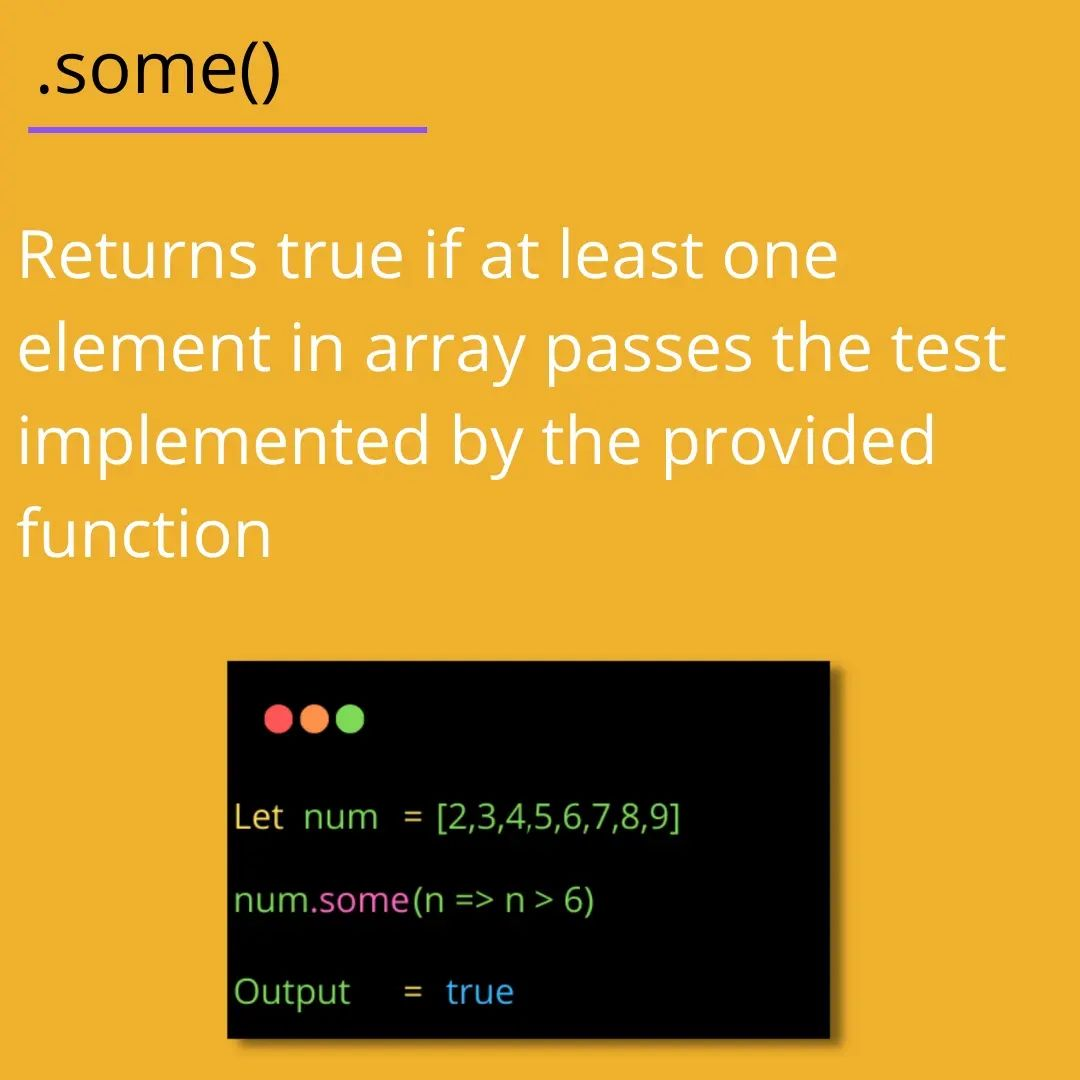 .some()
Returns true if at least one
element in array passes the test
implemented by the provided
function
Let num = [2,3,4,5,6,7,8,9]
num.some(n => n > 6)
Output = true